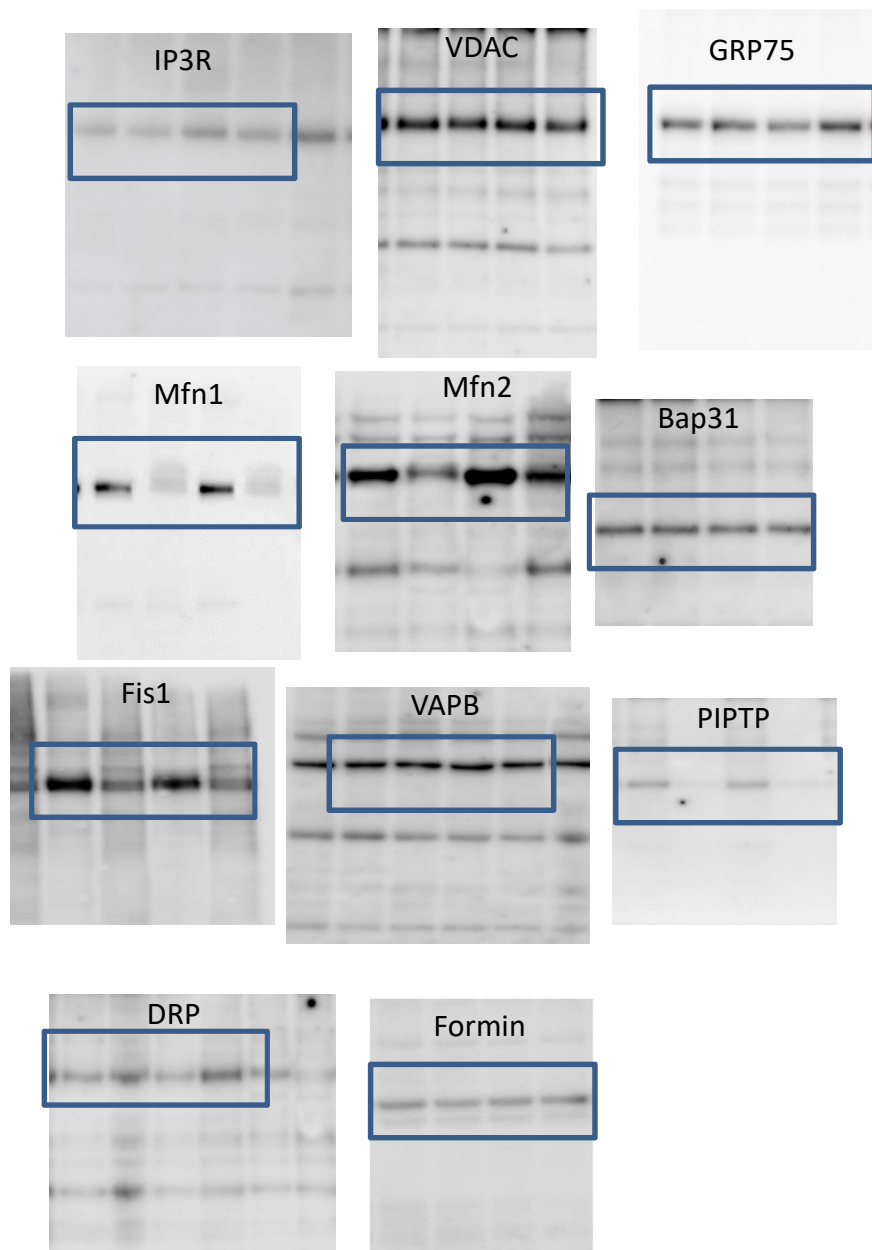 IP3R
VDAC
GRP75
Mfn1
Mfn2
Bap31
Fis1
VAPB
PIPTP
DRP
Formin